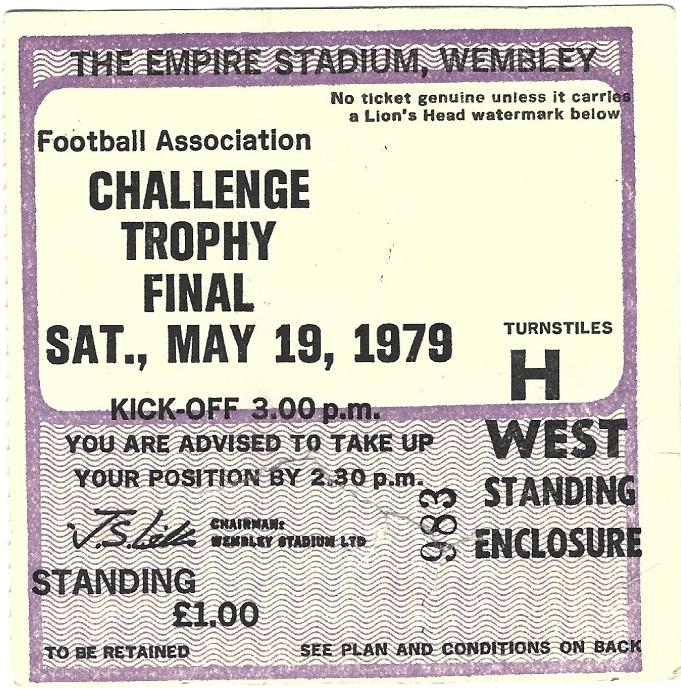 THE EMPIRE STADIUM, WEMBLEY
No ticket genuine unless it carries
a Lion's Head watermark below
Football Association
CHALLENGE
TROPHY
FINAL
SAT., MAY 19, 1979
TURNSTILES
H
KICK-OFF 3.00 p.m.
WEST
YOU ARE ADVISED TO TAKE UP
YOUR POSITION BY 2.30 p.m.
STANDING
983
CHAIRMAN:
WEMBLEY STADIUM LTD
ENCLOSURE
STANDING
£1.00
TO BE RETAINED
SEE PLAN AND CONDITIONS ON BACK